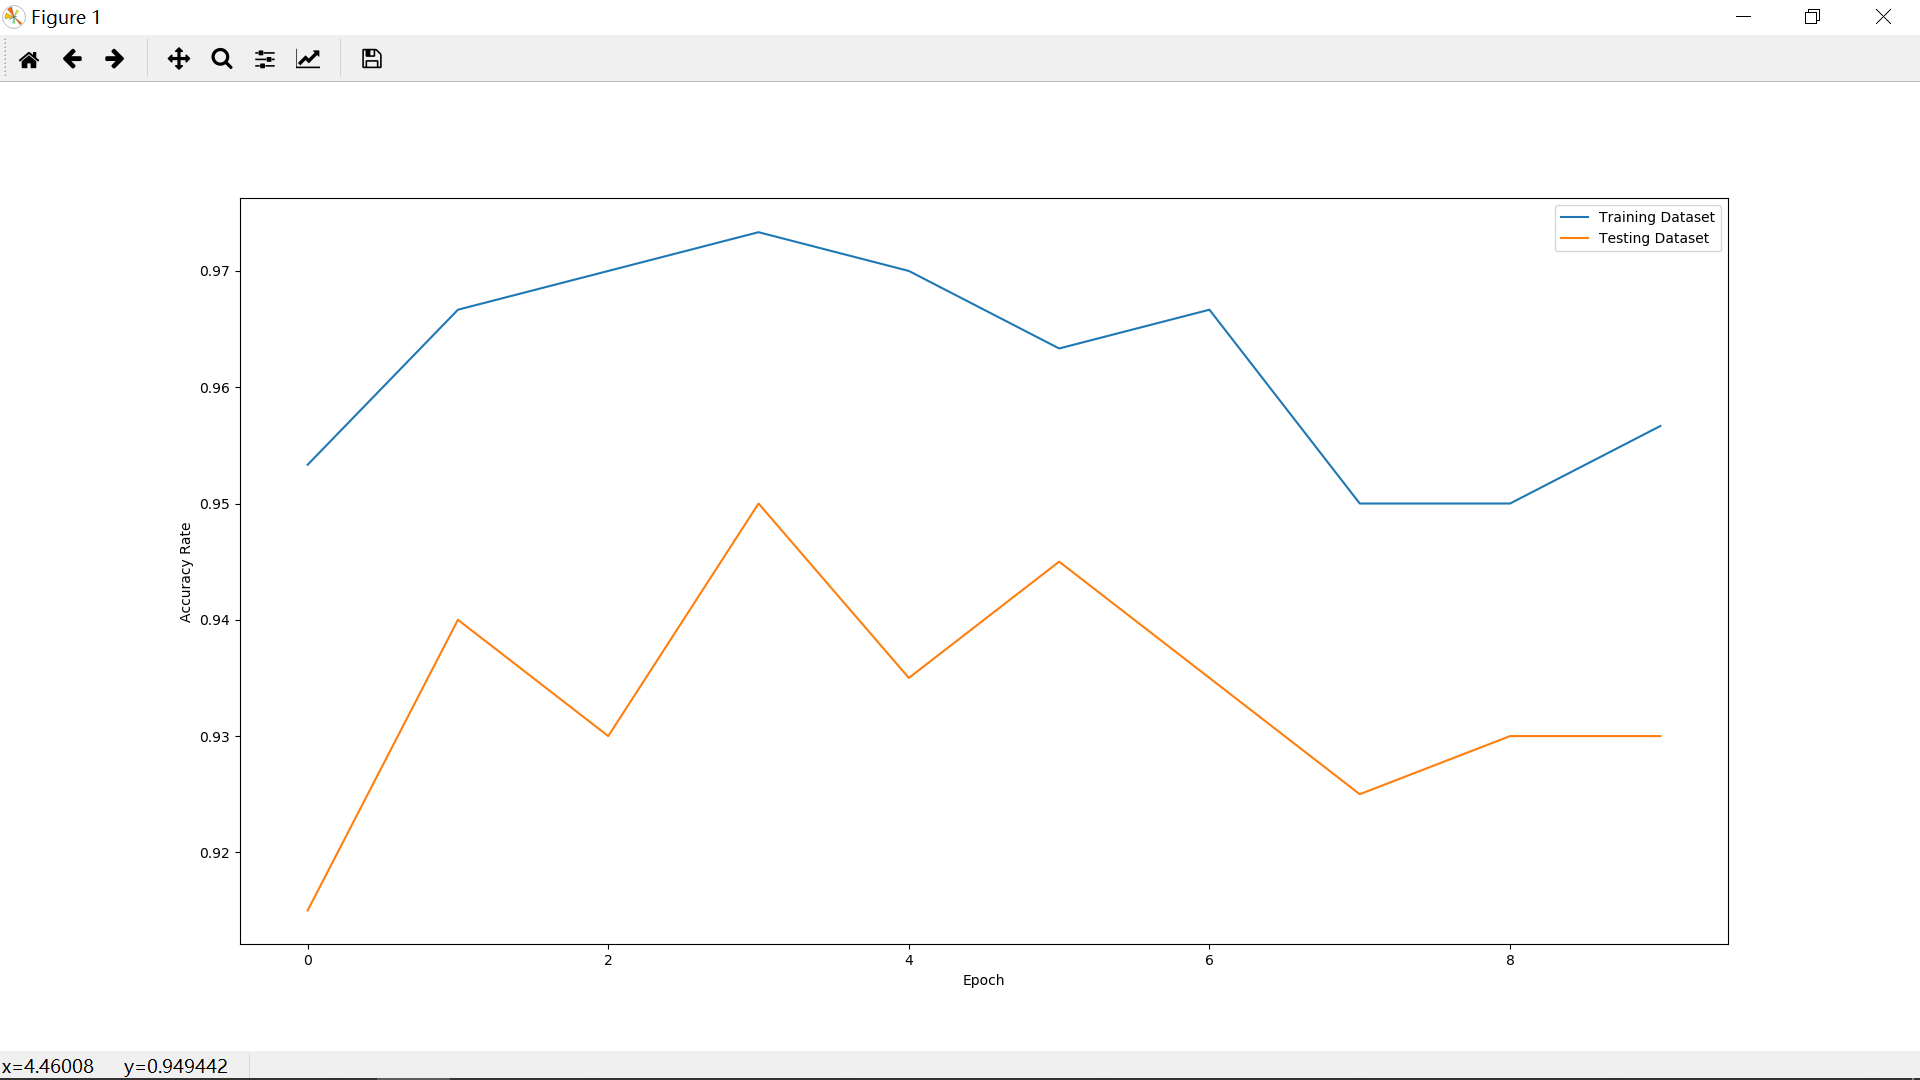 Figure 1
Training Dataset
Testing Dataset
0.97
0.96
0.95
0.94
0.93
0.92
Accuracy Rate
0 2 4 6 8
Epoch
x=4.46008 y=0.949442